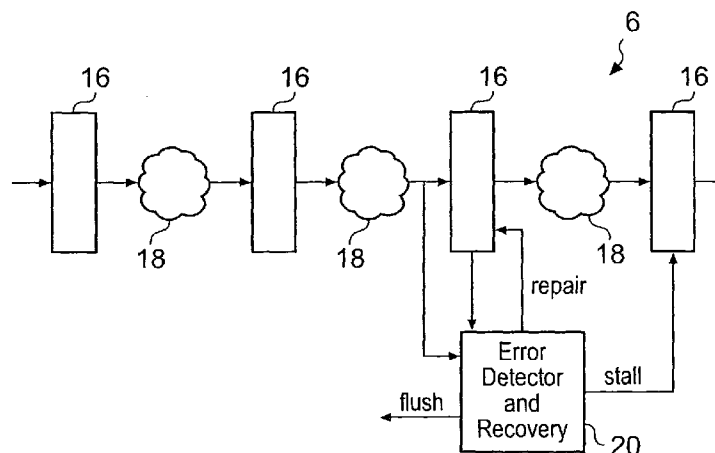 6
16
16
16
16
18
18
18
repair
Error
Detector
and
Recovery
stall
flush
20